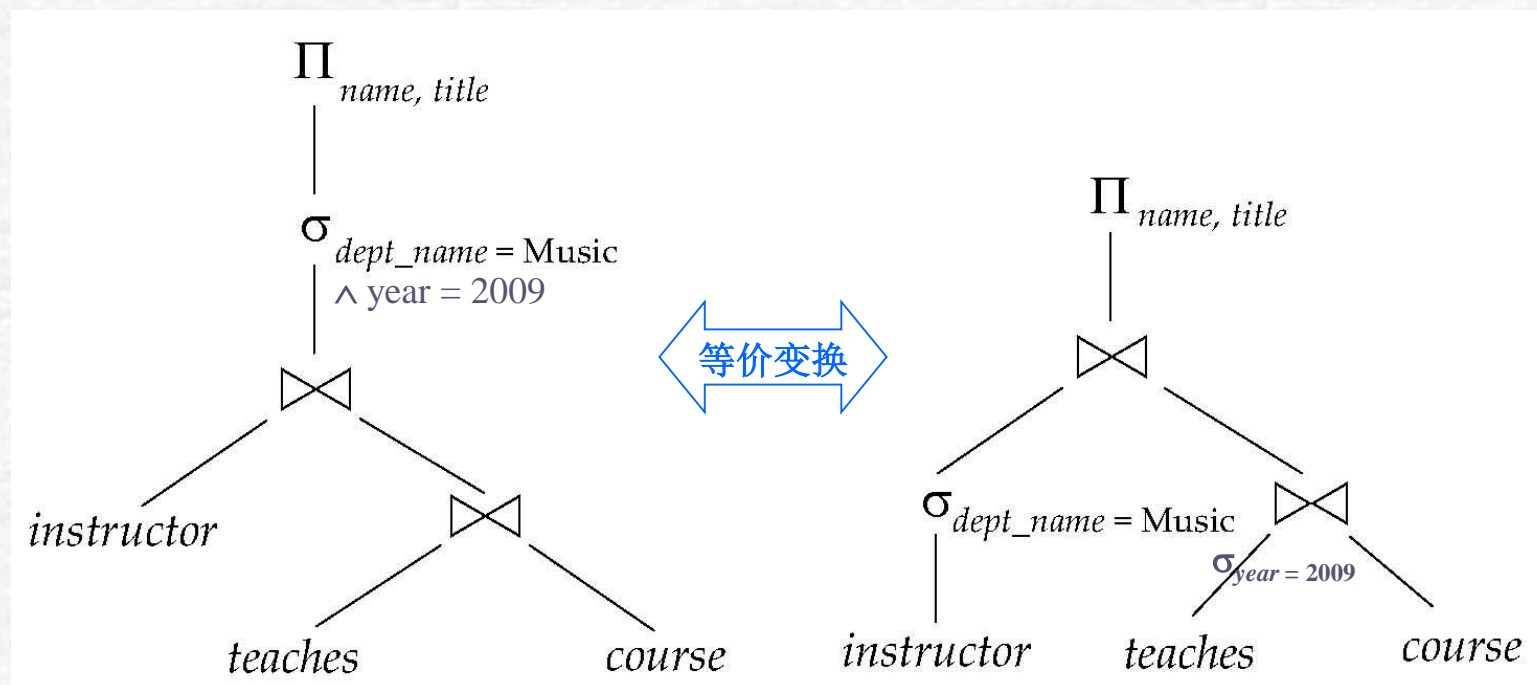 Π name, title
σ dept_name = Music
∧ year = 2009
⋈
instructor
⋈
teaches
course
等价变换
Π name, title
⋈
σ dept_name = Music
⋈
σ year = 2009
instructor
teaches
course